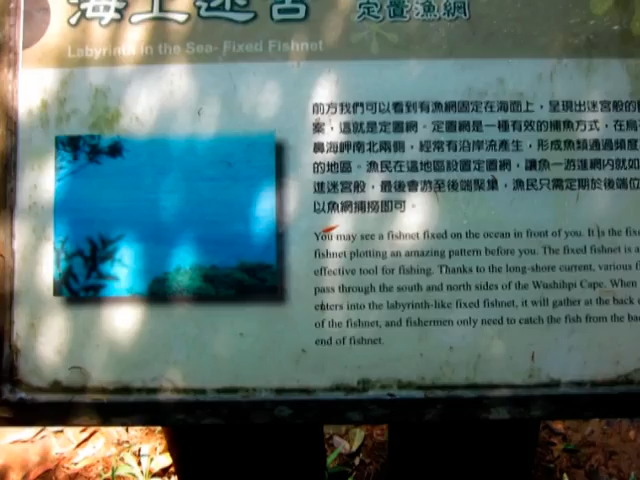 海上迷宮 定置漁網
Labyrinth in the Sea- Fixed Fishnet
前方我們可以看到有漁網固定在海面上，呈現出迷宮般的
案，這就是定置網。定置網是一種有效的捕魚方式，在烏
鼻海岬南北兩側，經常有沿岸流產生，形成魚類通過頻度
的地區。漁民在這地區設置定置網，讓魚一游進網內就如
進迷宮般，最後會游至後端聚集，漁民只需定期於後端位
以魚網捕撈即可。
You may see a fishnet fixed on the ocean in front of you. It is the
fishnet plotting an amazing pattern before you. The fixed fishnet is a
effective tool for fishing. Thanks to the long-shore current, various
pass through the south and north sides of the Wushihpi Cape. When
enters into the labyrinth-like fixed fishnet, it will gather at the back
of the fishnet, and fishermen only need to catch the fish from the
end of fishnet.